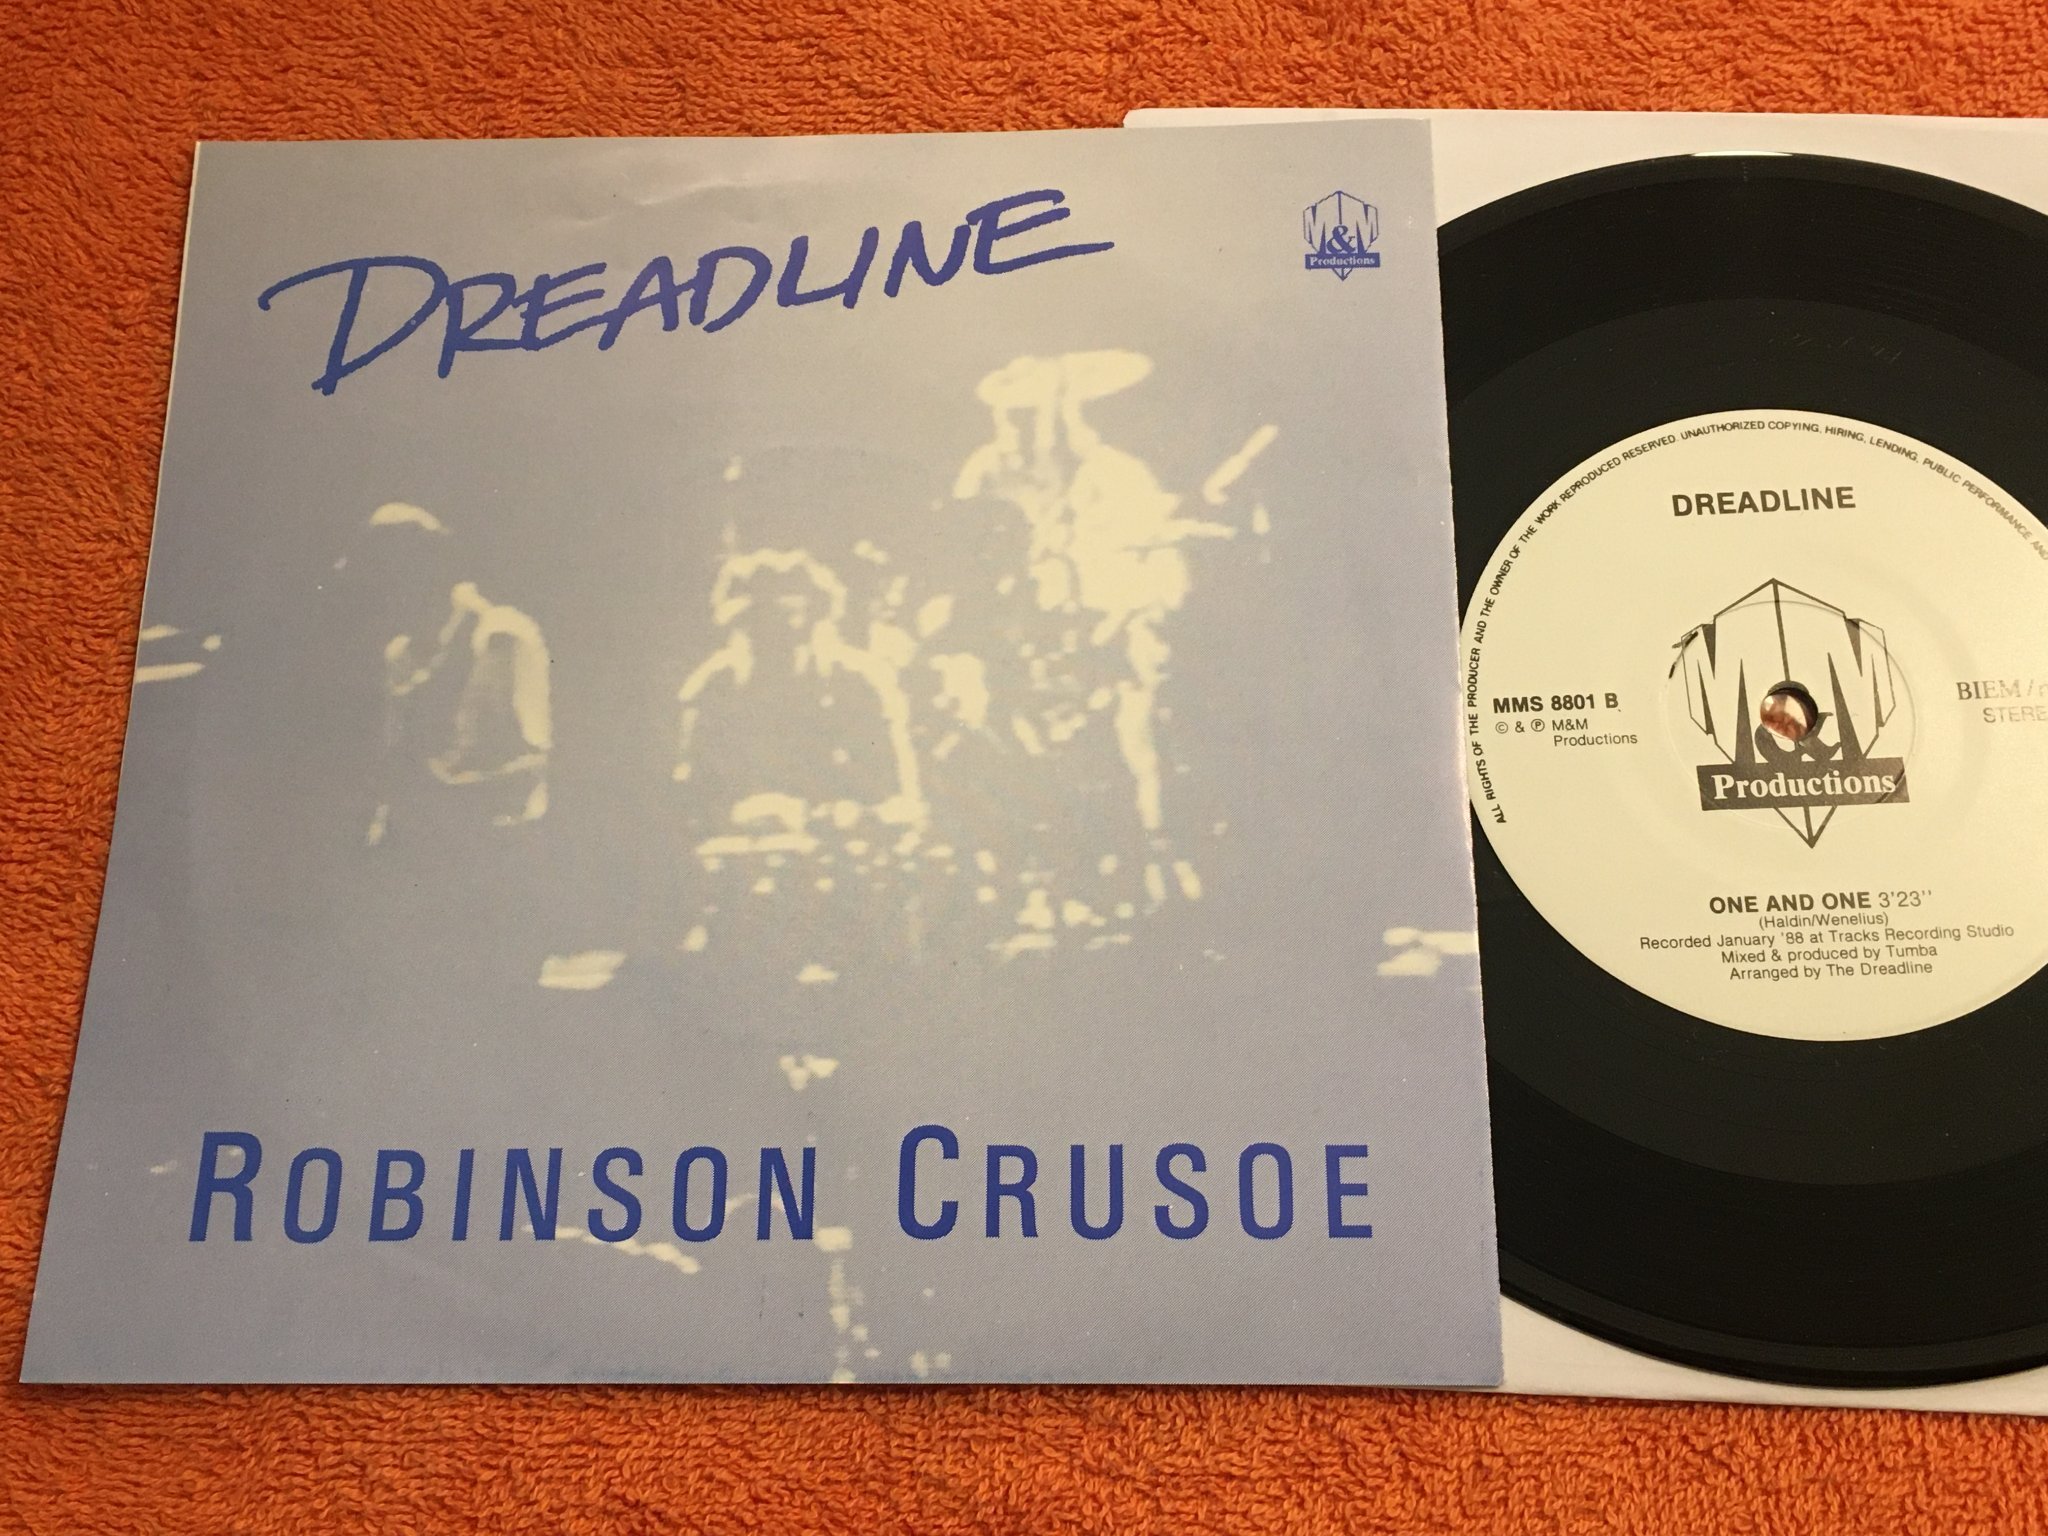 DREADLINE
M&M
Productions
ROBINSON CRUSOE
ALL RIGHTS OF THE PRODUCER AND THE OWNER OF THE WORK REPRODUCED RESERVED. UNAUTHORIZED COPYING, HIRING, LENDING, PUBLIC PERFORMANCE AND
DREADLINE
MMS 8801 B
© & ℗ M&M
Productions
BIEM/
M&M
Productions
ONE AND ONE 3'23''
(Haldin/Wenelius)
Recorded January '88 at Tracks Recording Studio
Mixed & produced by Tumba
Arranged by The Dreadline